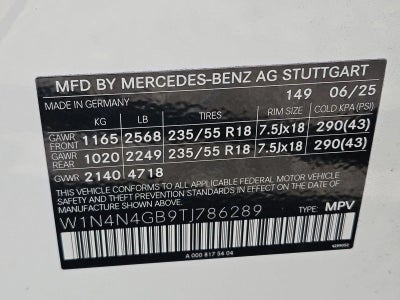 MFD BY MERCEDES-BENZ AG STUTTGART
MADE IN GERMANY 149 06/25
KG LB TIRES RIM SIZE COLD KPA(PSI)
GAWR FRONT 1165 2568 235/55 R18 7.5Jx18 290(43)
GAWR REAR 1020 2249 235/55 R18 7.5Jx18 290(43)
GVWR 2140 4718
THIS VEHICLE CONFORMS TO ALL APPLICABLE FEDERAL MOTOR VEHICLE
SAFETY, BUMPER, AND THEFT PREVENTION STANDARDS IN EFFECT
ON THE DATE OF MANUFACTURE SHOWN ABOVE.
W1N4N4GB9TJ786289 TYPE: MPV
A 000 817 54 04